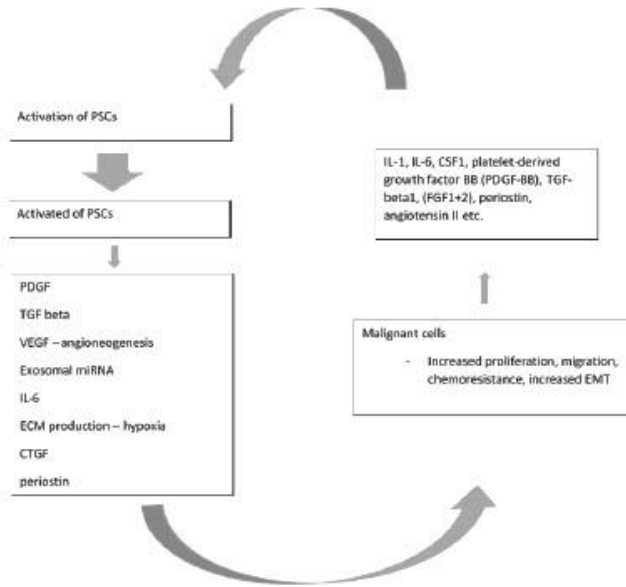 Activation of PSCs
Activated of PSCs
PDGF
TGF beta
VEGF – angioneogenesis
Exosomal miRNA
IL-6
ECM production – hypoxia
CTGF
periostin
IL-1, IL-6, CSF1, platelet-derived
growth factor BB (PDGF-BB), TGF-
beta1, (FGF1+2), periostin,
angiotensin II etc.
Malignant cells
- Increased proliferation, migration,
chemoresistance, increased EMT